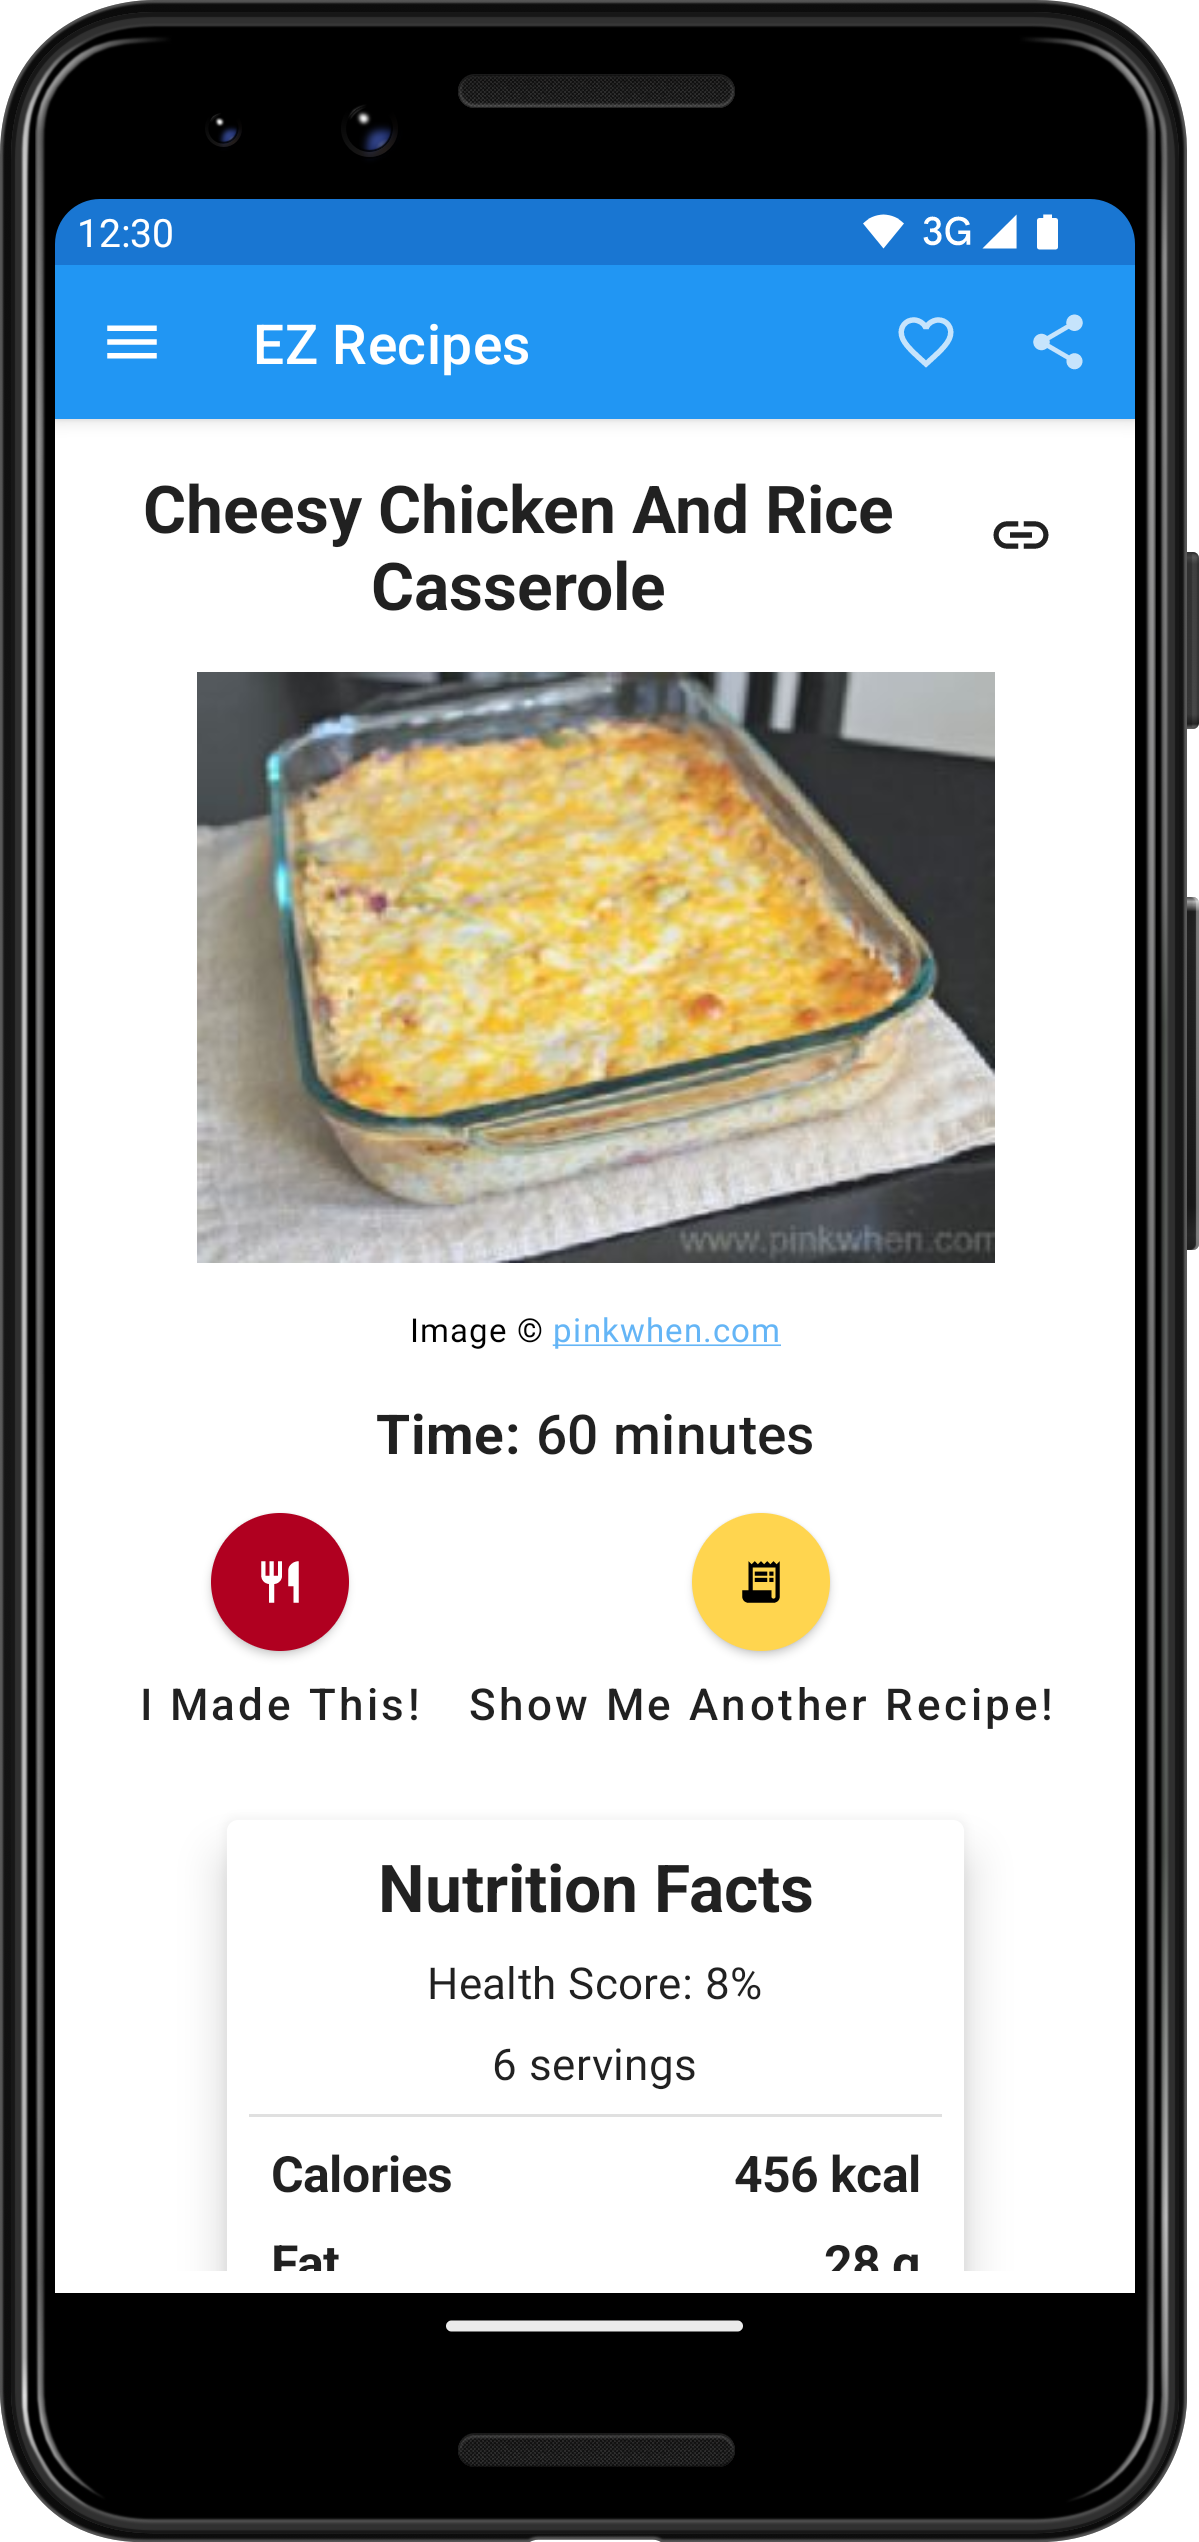 12:30
3G
EZ Recipes
Cheesy Chicken And Rice
Casserole
www.pinkwhen.com
Image © pinkwhen.com
Time: 60 minutes
I Made This!
Show Me Another Recipe!
Nutrition Facts
Health Score: 8%
6 servings
Calories 456 kcal
Fat 28 g